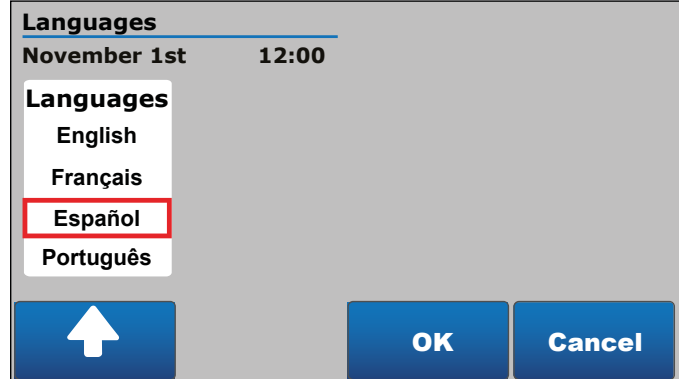 Languages
November 1st 12:00
Languages
English
Français
Español
Português
OK Cancel